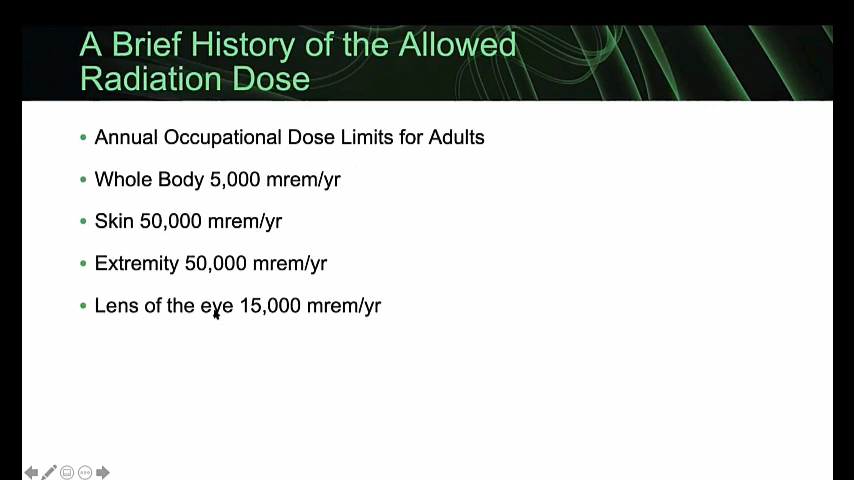 A Brief History of the Allowed
Radiation Dose
• Annual Occupational Dose Limits for Adults
• Whole Body 5,000 mrem/yr
• Skin 50,000 mrem/yr
• Extremity 50,000 mrem/yr
• Lens of the eye 15,000 mrem/yr